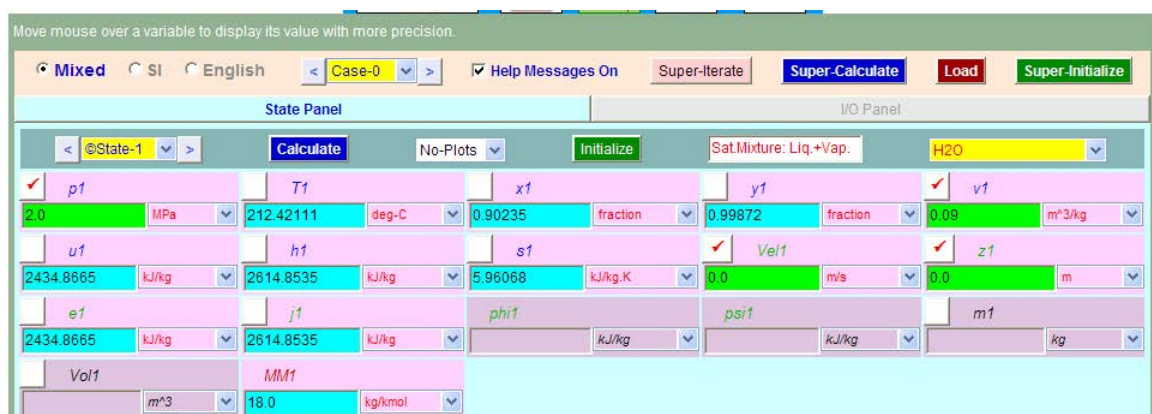 Move mouse over a variable to display its value with more precision.
Mixed SI English < Case-0 > Help Messages On Super-Iterate Super-Calculate Load Super-Initialize
State Panel I/O Panel
< ©State-1 > Calculate No-Plots Initialize Sat.Mixture: Liq.+Vap. H2O
p1 T1 x1 y1 v1
2.0 MPa 212.42111 deg-C 0.90235 fraction 0.99872 fraction 0.09 m^3/kg
u1 h1 s1 Vel1 z1
2434.8665 kJ/kg 2614.8535 kJ/kg 5.96068 kJ/kg.K 0.0 m/s 0.0 m
e1 j1 phi1 psi1 m1
2434.8665 kJ/kg 2614.8535 kJ/kg kJ/kg kJ/kg kg
Vol1 MM1
m^3 18.0 kg/kmol